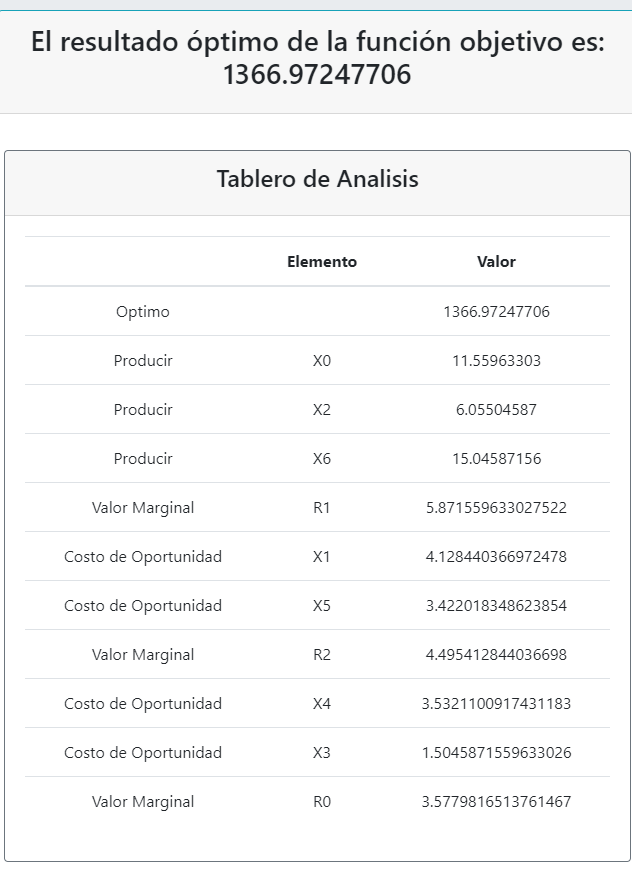 El resultado óptimo de la función objetivo es:
1366.97247706
Tablero de Analisis
Elemento Valor
Optimo 1366.97247706
Producir X0 11.55963303
Producir X2 6.05504587
Producir X6 15.04587156
Valor Marginal R1 5.871559633027522
Costo de Oportunidad X1 4.128440366972478
Costo de Oportunidad X5 3.422018348623854
Valor Marginal R2 4.495412844036698
Costo de Oportunidad X4 3.5321100917431183
Costo de Oportunidad X3 1.5045871559633026
Valor Marginal R0 3.5779816513761467